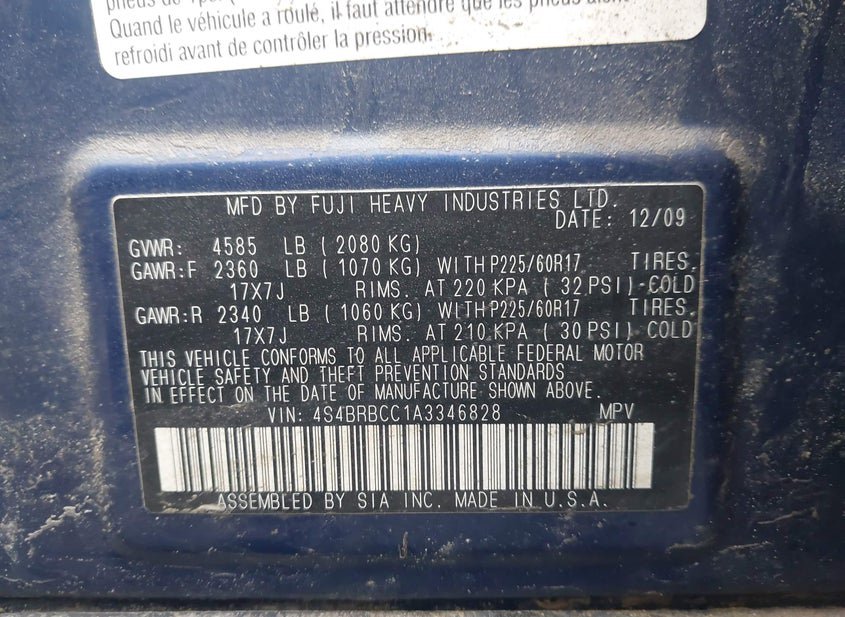 Quand le véhicule a roulé, il faut attendre que les pneus aient
refroidi avant de contrôler la pression.
MFD BY FUJI HEAVY INDUSTRIES LTD.
DATE: 12/09
GVWR: 4585 LB ( 2080 KG)
GAWR:F 2360 LB ( 1070 KG) WITH P225/60R17 TIRES.
17X7J RIMS. AT 220 KPA ( 32 PSI) COLD
GAWR:R 2340 LB ( 1060 KG) WITH P225/60R17 TIRES.
17X7J RIMS. AT 210 KPA ( 30 PSI) COLD
THIS VEHICLE CONFORMS TO ALL APPLICABLE FEDERAL MOTOR
VEHICLE SAFETY AND THEFT PREVENTION STANDARDS
IN EFFECT ON THE DATE OF MANUFACTURE SHOWN ABOVE.
VIN: 4S4BRBCC1A3346828 MPV
ASSEMBLED BY SIA INC. MADE IN U.S.A.